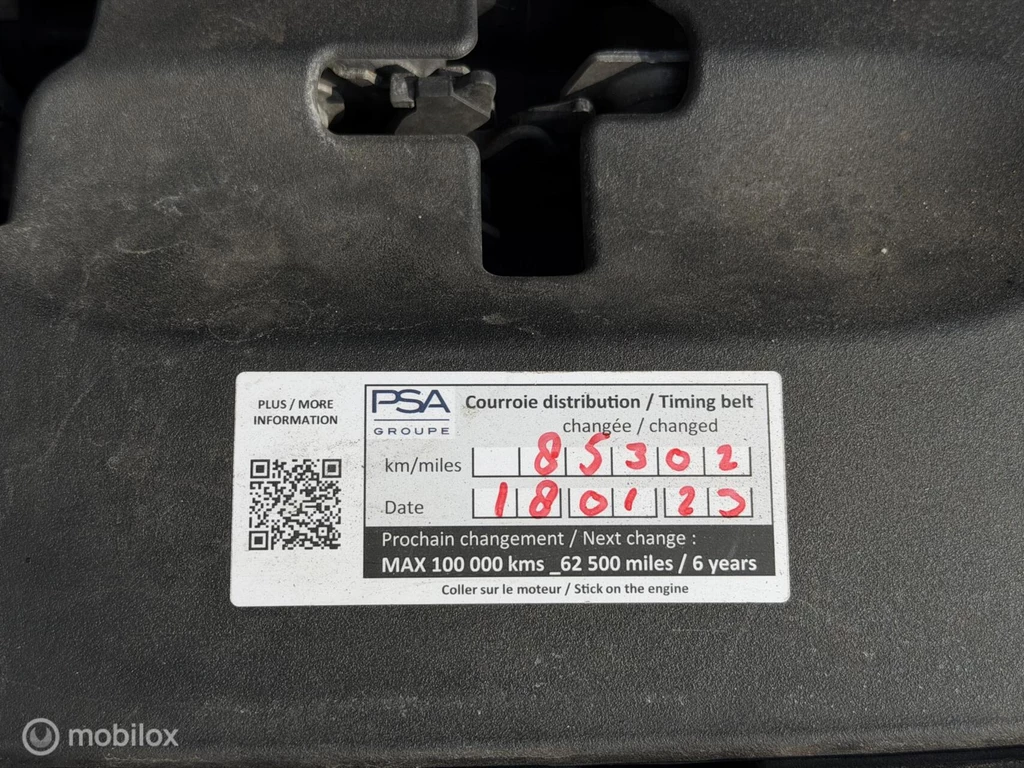 PLUS / MORE
INFORMATION
PSA
GROUPE
Courroie distribution / Timing belt
changée / changed
km/miles 85302
Date 180123
Prochain changement / Next change :
MAX 100 000 kms _62 500 miles / 6 years
Coller sur le moteur / Stick on the engine
mobilox